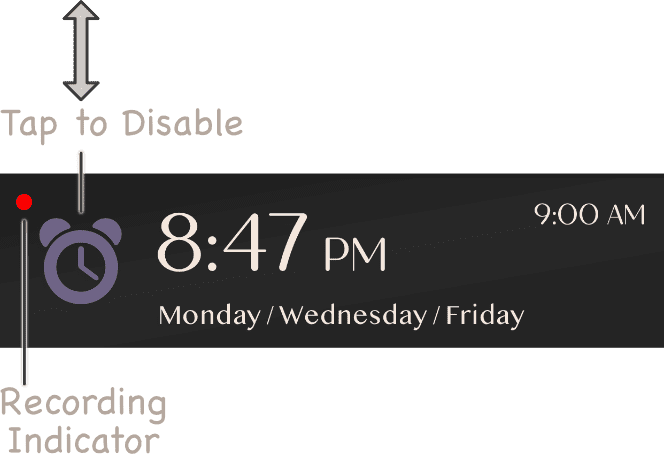 Tap to Disable
8:47 PM
9:00 AM
Monday / Wednesday / Friday
Recording
Indicator